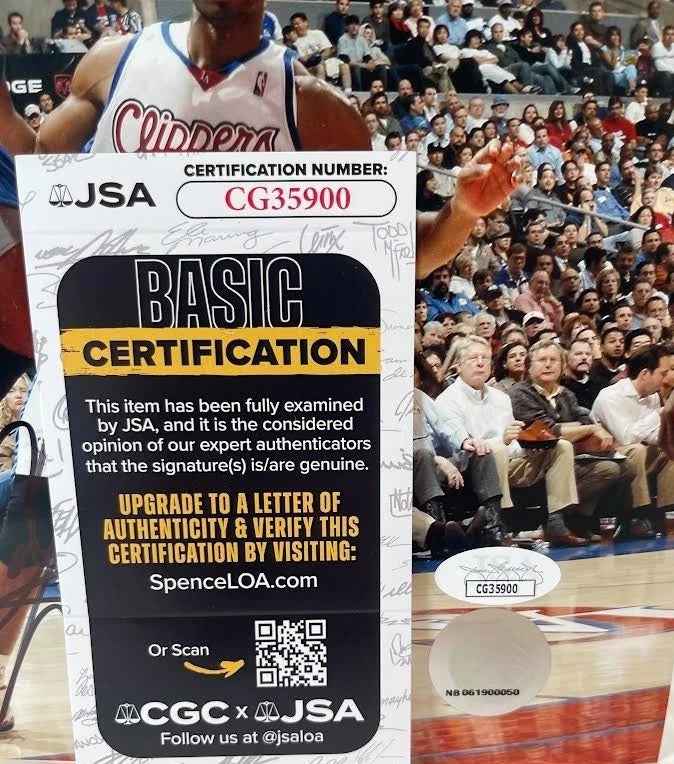 GE
Clippers
NBA
JSA
CERTIFICATION NUMBER:
CG35900
BASIC
CERTIFICATION
This item has been fully examined
by JSA, and it is the considered
opinion of our expert authenticators
that the signature(s) is/are genuine.
UPGRADE TO A LETTER OF
AUTHENTICITY & VERIFY THIS
CERTIFICATION BY VISITING:
SpenceLOA.com
Or Scan
CGC x JSA
Follow us at @jsaloa
CG35900
NB 061900050